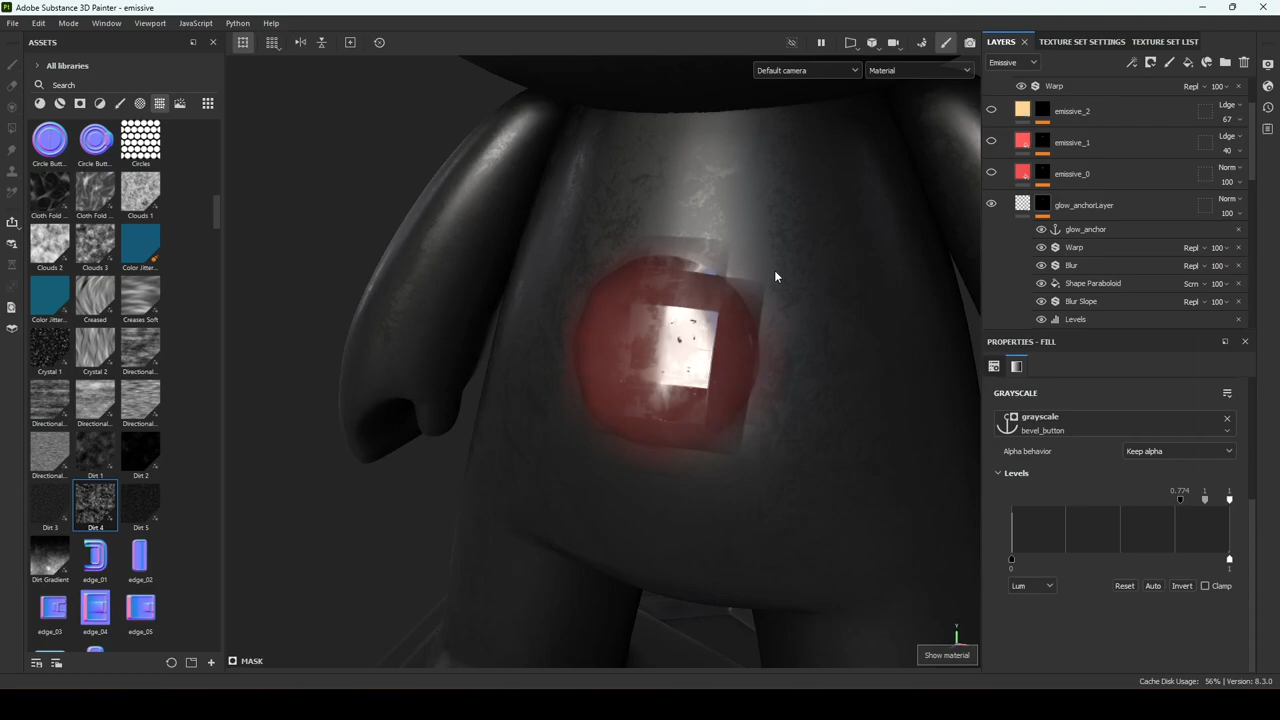 Adobe Substance 3D Painter - emissive
File Edit Mode Window Viewport JavaScript Python Help
ASSETS
All libraries
Search
Circle Butt...
Circle Butt...
Circles
Cloth Fold ...
Cloth Fold ...
Clouds 1
Clouds 2
Clouds 3
Color Jitter...
Color Jitter...
Creased
Creases Soft
Crystal 1
Crystal 2
Directional...
Directional...
Directional...
Directional...
Directional...
Dirt 1
Dirt 2
Dirt 3
Dirt 4
Dirt 5
Dirt Gradient
edge_01
edge_02
edge_03
edge_04
edge_05
Default camera
Material
Y
MASK
Show material
LAYERS
TEXTURE SET SETTINGS
TEXTURE SET LIST
Emissive
Warp Repl 100
emissive_2 Ldge 67
emissive_1 Ldge 40
emissive_0 Norm 100
glow_anchorLayer Norm 100
glow_anchor
Warp Repl 100
Blur Repl 100
Shape Paraboloid Scrn 100
Blur Slope Repl 100
Levels
PROPERTIES - FILL
GRAYSCALE
grayscale
bevel_button
Alpha behavior Keep alpha
Levels
0.774 1 1
0 1
Lum Reset Auto Invert Clamp
Cache Disk Usage: 56% | Version: 8.3.0